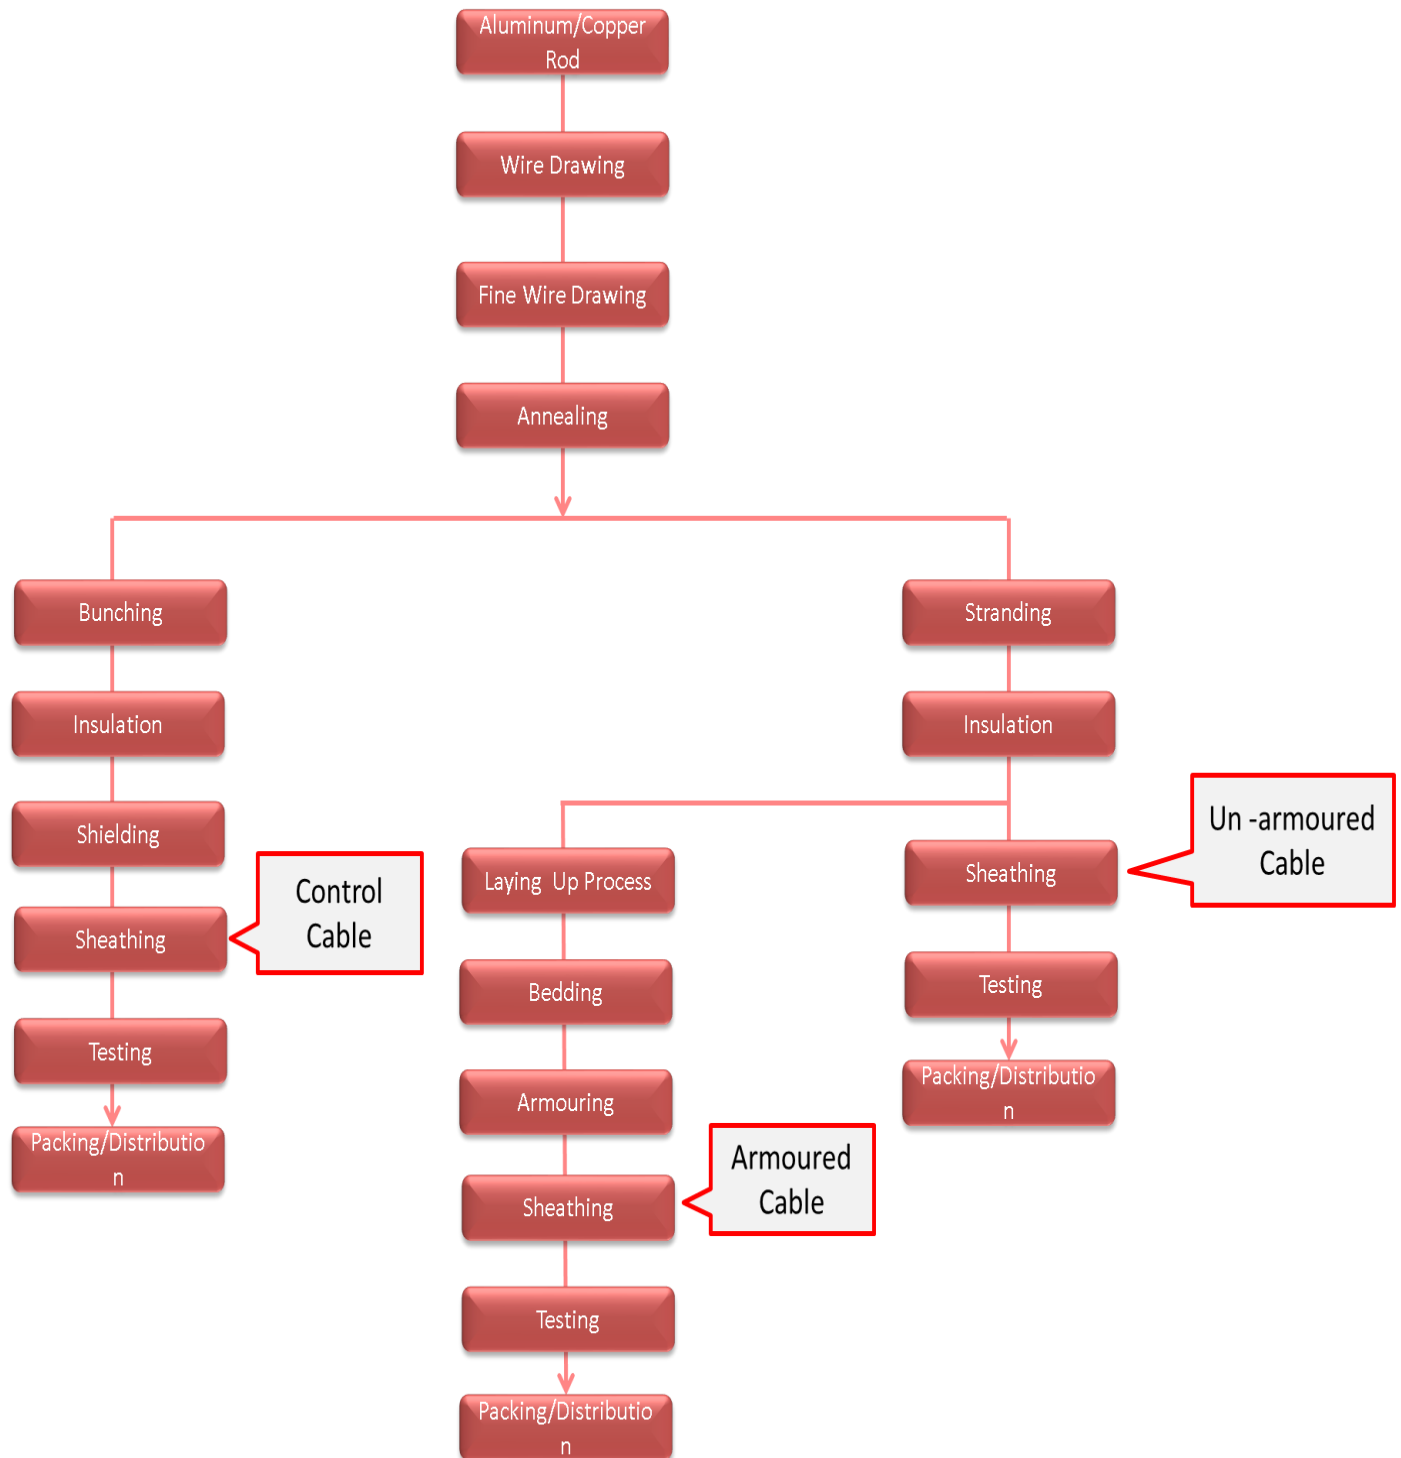 Aluminum/Copper
Rod
Wire Drawing
Fine Wire Drawing
Annealing
Bunching
Insulation
Shielding
Sheathing
Control
Cable
Testing
Packing/Distributio
n
Stranding
Insulation
Laying Up Process
Bedding
Armouring
Sheathing
Armoured
Cable
Testing
Packing/Distributio
n
Sheathing
Un -armoured
Cable
Testing
Packing/Distributio
n